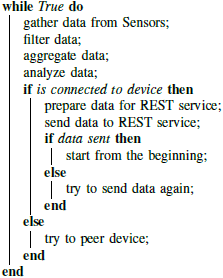 while True do
gather data from Sensors;
filter data;
aggregate data;
analyze data;
if is connected to device then
prepare data for REST service;
send data to REST service;
if data sent then
start from the beginning;
else
try to send data again;
end
else
try to peer device;
end
end